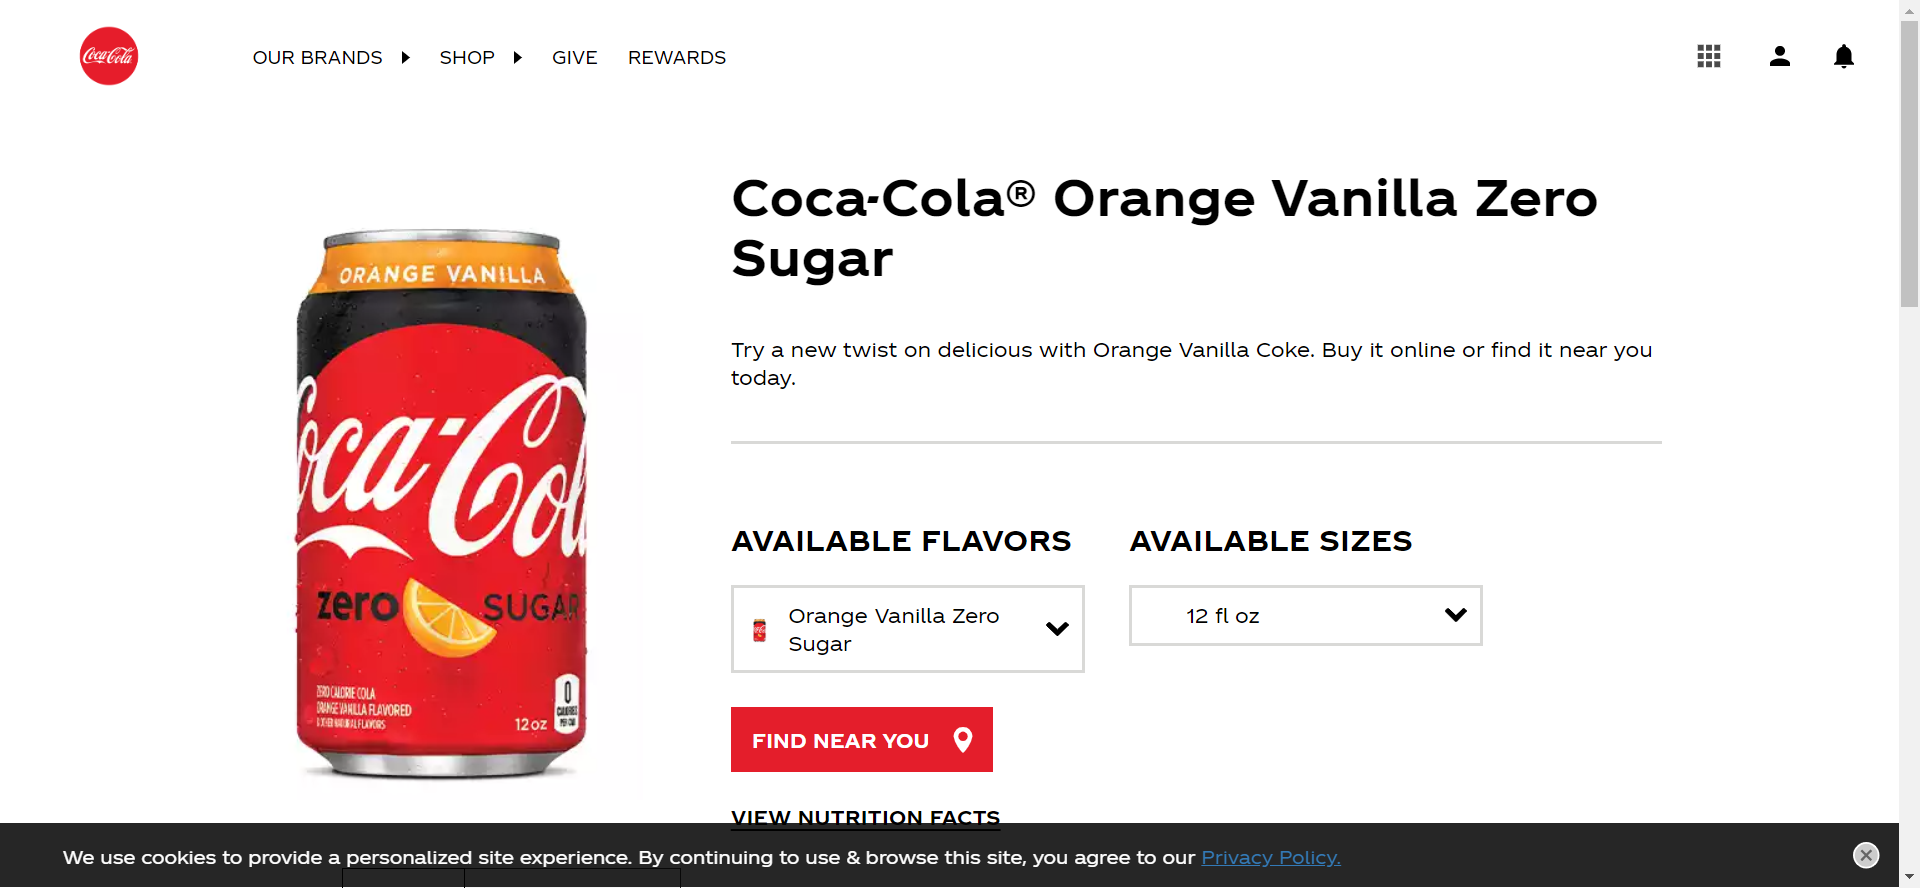 Coca-Cola
OUR BRANDS
SHOP
GIVE
REWARDS
Coca-Cola® Orange Vanilla Zero
Sugar
Try a new twist on delicious with Orange Vanilla Coke. Buy it online or find it near you
today.
ORANGE VANILLA
Coca-Col
zero SUGAR
ZERO CALORIE COLA
ORANGE VANILLA FLAVORED
& OTHER NATURAL FLAVORS
12 oz
0
CALORIES
PER CAN
AVAILABLE FLAVORS
AVAILABLE SIZES
Orange Vanilla Zero
Sugar
12 fl oz
FIND NEAR YOU
VIEW NUTRITION FACTS
We use cookies to provide a personalized site experience. By continuing to use & browse this site, you agree to our Privacy Policy.